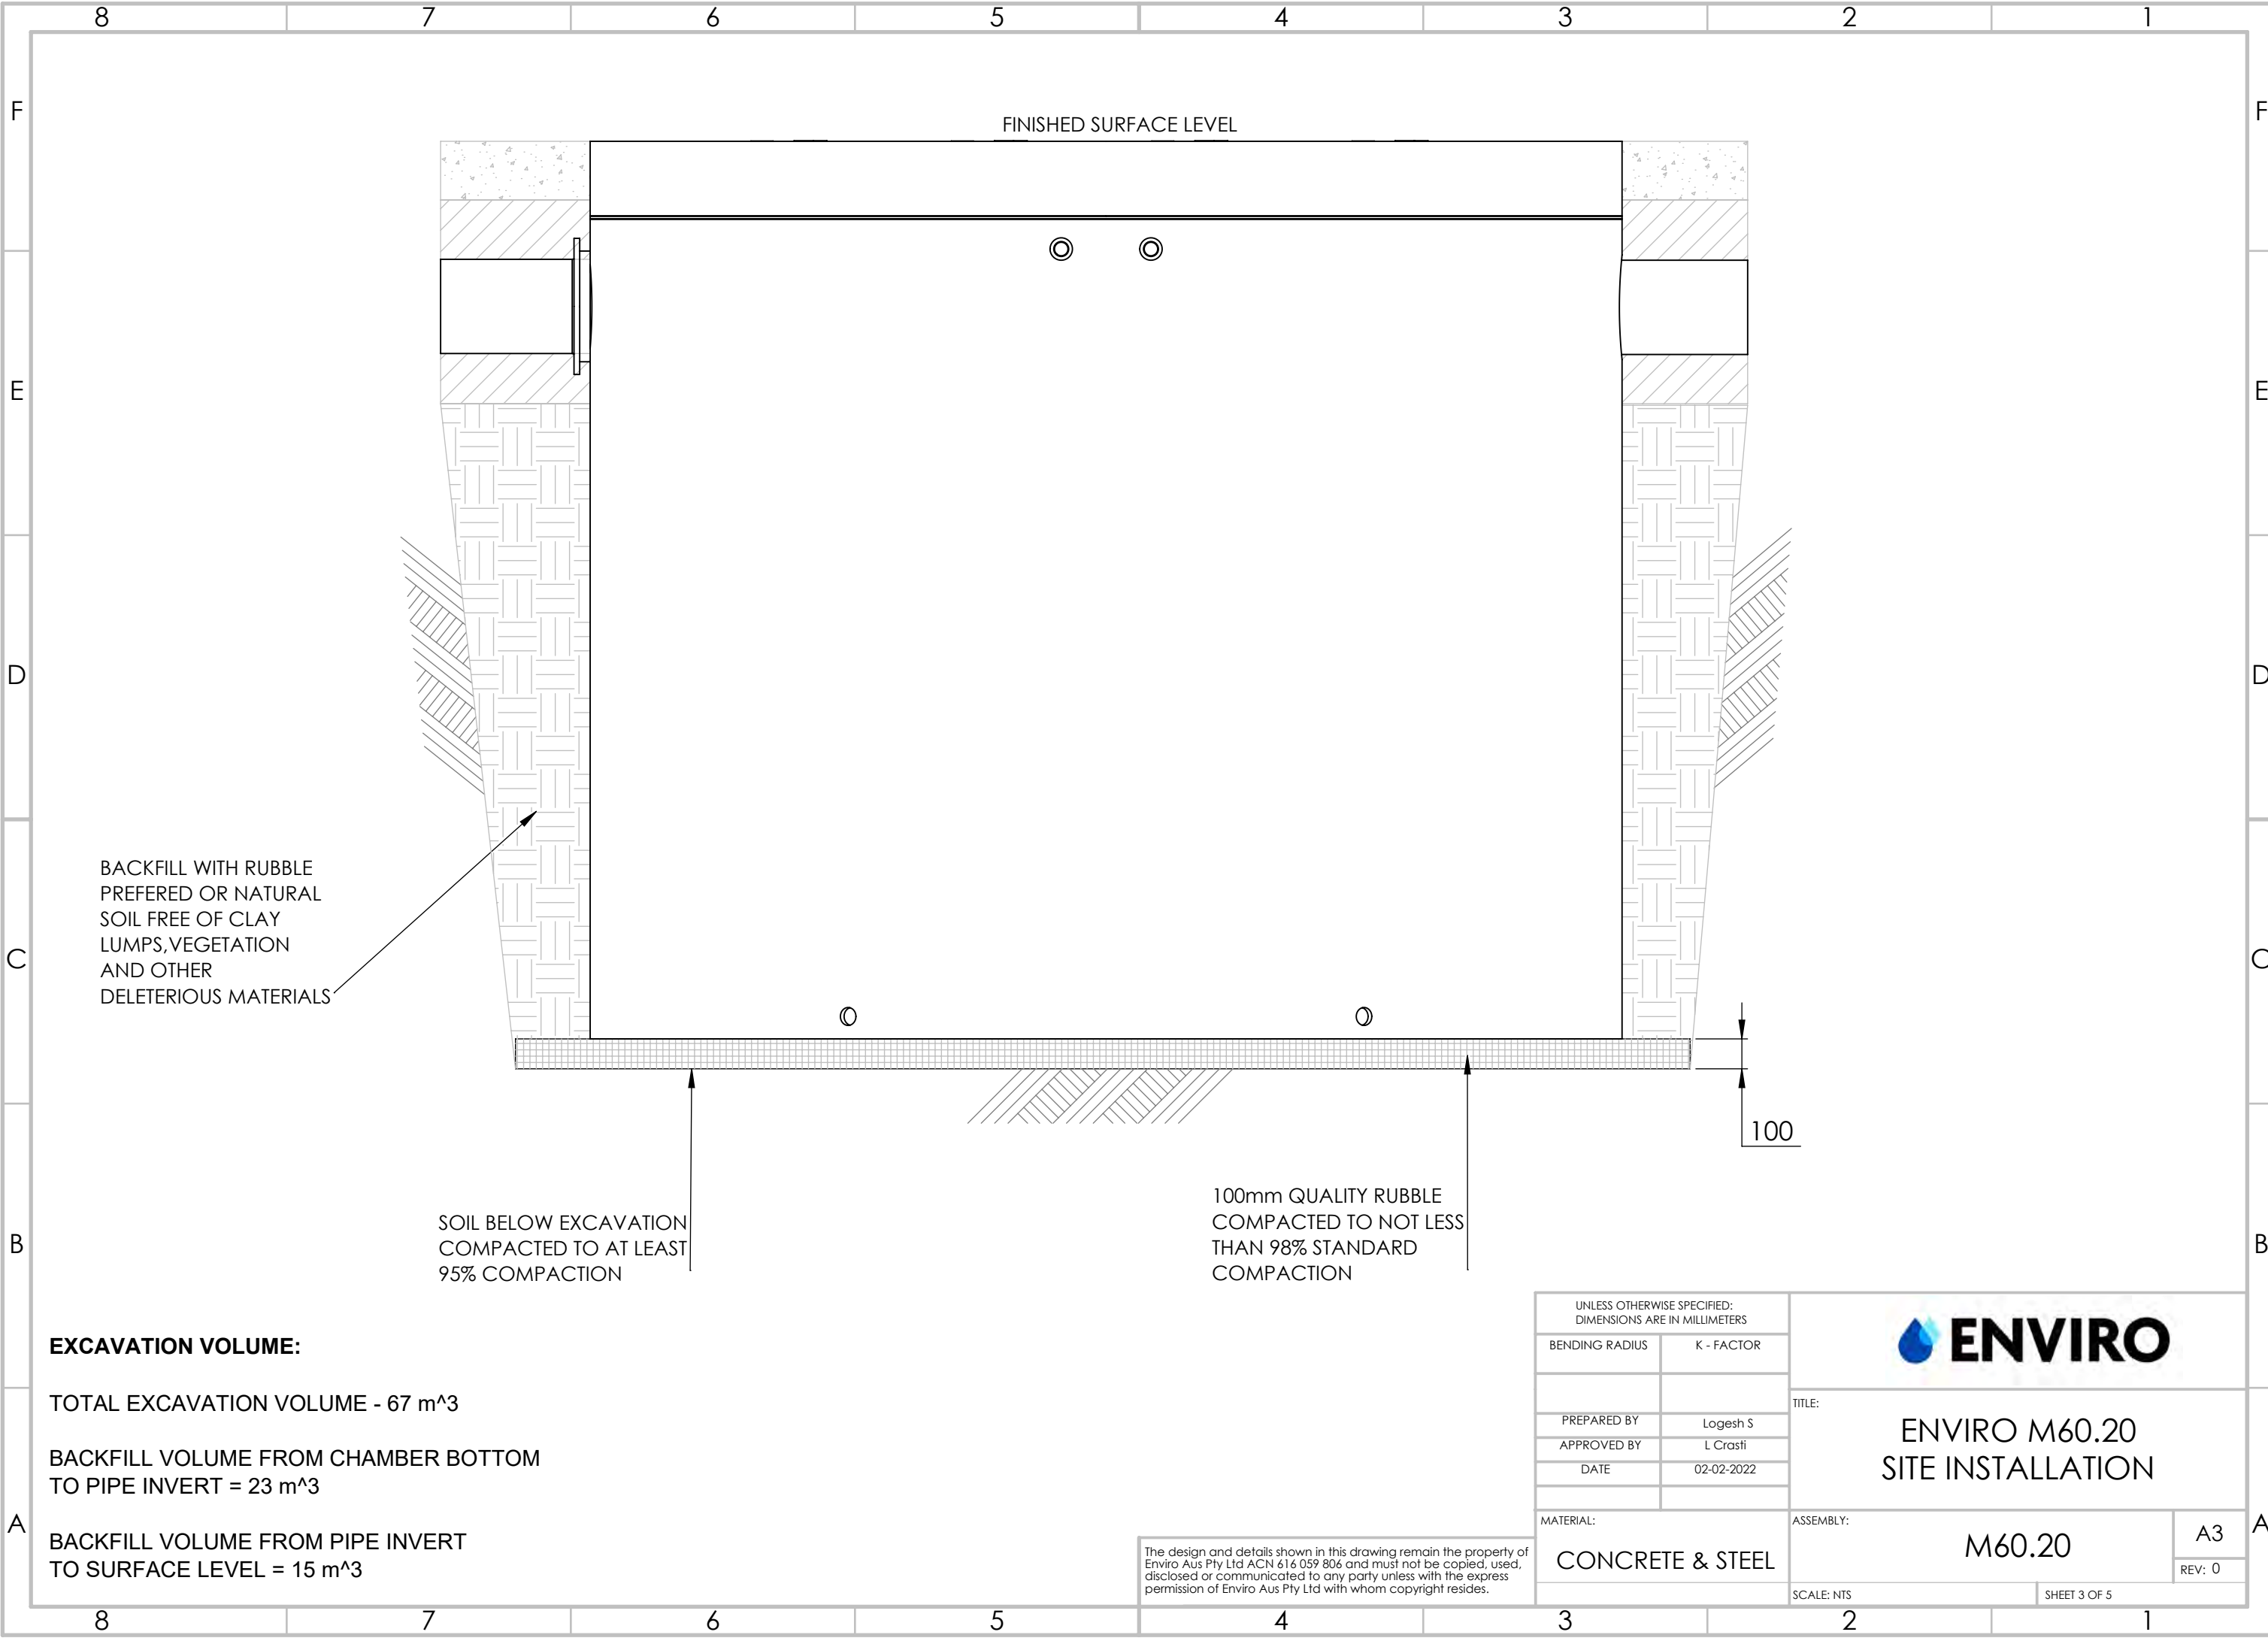 8 7 6 5 4 3 2 1
F F
E E
D D
C C
B B
A A
FINISHED SURFACE LEVEL
BACKFILL WITH RUBBLE
PREFERED OR NATURAL
SOIL FREE OF CLAY
LUMPS,VEGETATION
AND OTHER
DELETERIOUS MATERIALS
100
SOIL BELOW EXCAVATION
COMPACTED TO AT LEAST
95% COMPACTION
100mm QUALITY RUBBLE
COMPACTED TO NOT LESS
THAN 98% STANDARD
COMPACTION
EXCAVATION VOLUME:
TOTAL EXCAVATION VOLUME - 67 m^3
BACKFILL VOLUME FROM CHAMBER BOTTOM
TO PIPE INVERT = 23 m^3
BACKFILL VOLUME FROM PIPE INVERT
TO SURFACE LEVEL = 15 m^3
The design and details shown in this drawing remain the property of
Enviro Aus Pty Ltd ACN 616 059 806 and must not be copied, used,
disclosed or communicated to any party unless with the express
permission of Enviro Aus Pty Ltd with whom copyright resides.
UNLESS OTHERWISE SPECIFIED:
DIMENSIONS ARE IN MILLIMETERS
BENDING RADIUS K - FACTOR
PREPARED BY Logesh S
APPROVED BY L Crasti
DATE 02-02-2022
MATERIAL:
CONCRETE & STEEL
ENVIRO
TITLE:
ENVIRO M60.20
SITE INSTALLATION
ASSEMBLY:
M60.20
A3
REV: 0
SCALE: NTS
SHEET 3 OF 5
8 7 6 5 4 3 2 1